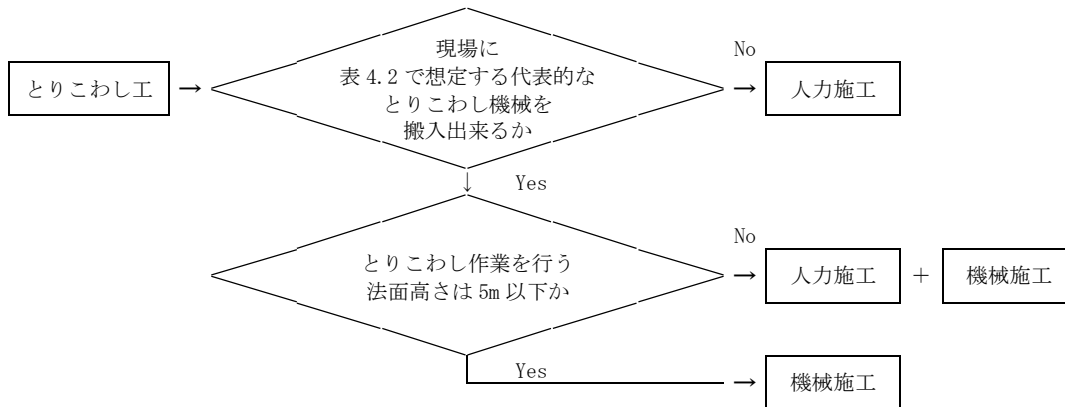 現場に
表 4.2 で想定する代表的な
とりこわし機械を
搬入出来るか
とりこわし工
→
No
→
人力施工
↓
Yes
とりこわし作業を行う
法面高さは 5m 以下か
No
→
人力施工
+
機械施工
Yes
→
機械施工